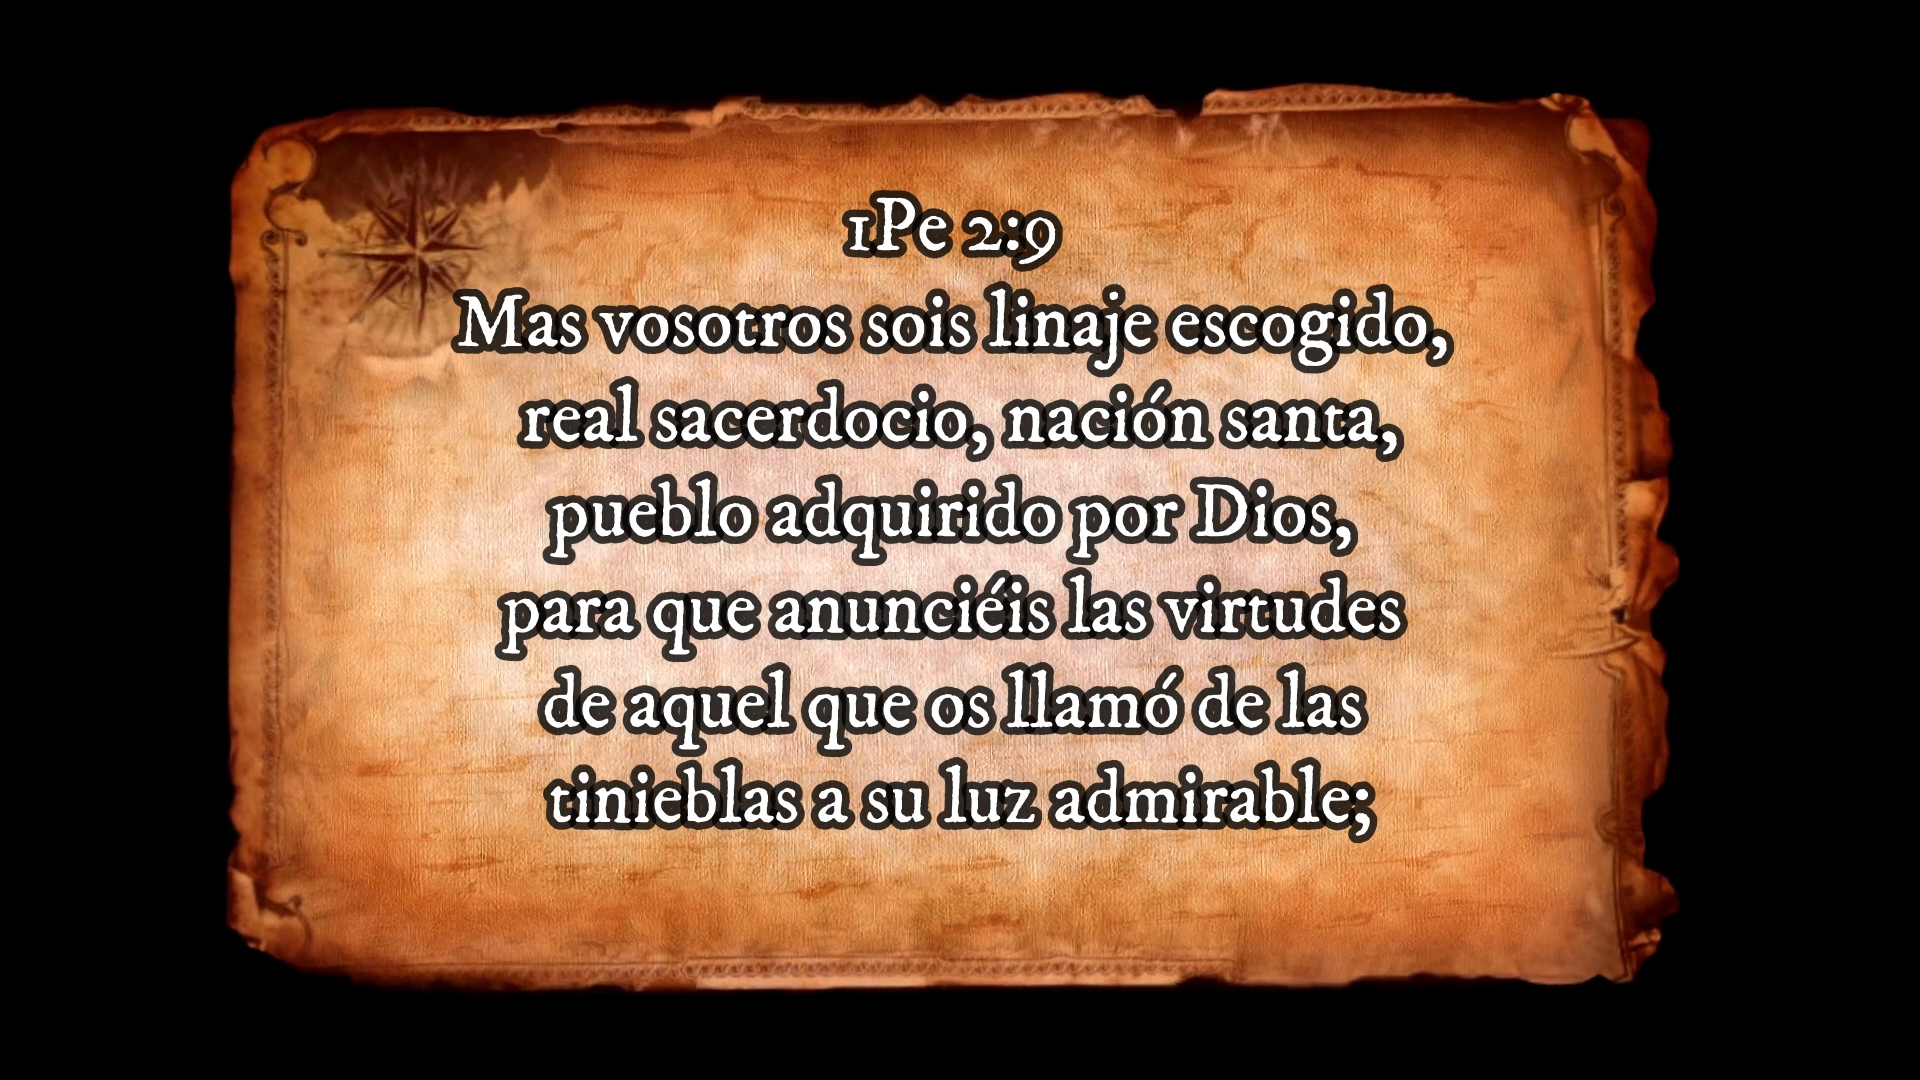 1Pe 2:9
Mas vosotros sois linaje escogido,
real sacerdocio, nación santa,
pueblo adquirido por Dios,
para que anunciéis las virtudes
de aquel que os llamó de las
tinieblas a su luz admirable;